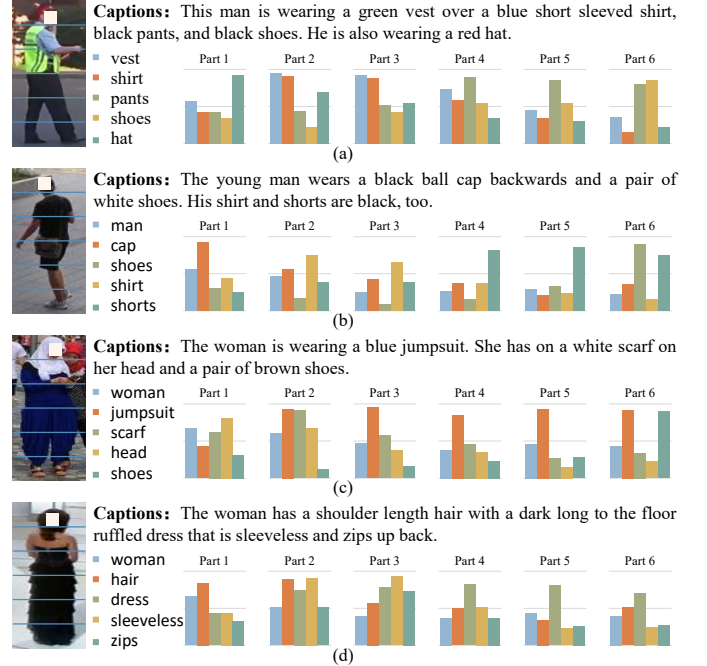 Captions: This man is wearing a green vest over a blue short sleeved shirt,
black pants, and black shoes. He is also wearing a red hat.
vest
shirt
pants
shoes
hat
Part 1 Part 2 Part 3 Part 4 Part 5 Part 6
(a)
Captions: The young man wears a black ball cap backwards and a pair of
white shoes. His shirt and shorts are black, too.
man
cap
shoes
shirt
shorts
Part 1 Part 2 Part 3 Part 4 Part 5 Part 6
(b)
Captions: The woman is wearing a blue jumpsuit. She has on a white scarf on
her head and a pair of brown shoes.
woman
jumpsuit
scarf
head
shoes
Part 1 Part 2 Part 3 Part 4 Part 5 Part 6
(c)
Captions: The woman has a shoulder length hair with a dark long to the floor
ruffled dress that is sleeveless and zips up back.
woman
hair
dress
sleeveless
zips
Part 1 Part 2 Part 3 Part 4 Part 5 Part 6
(d)